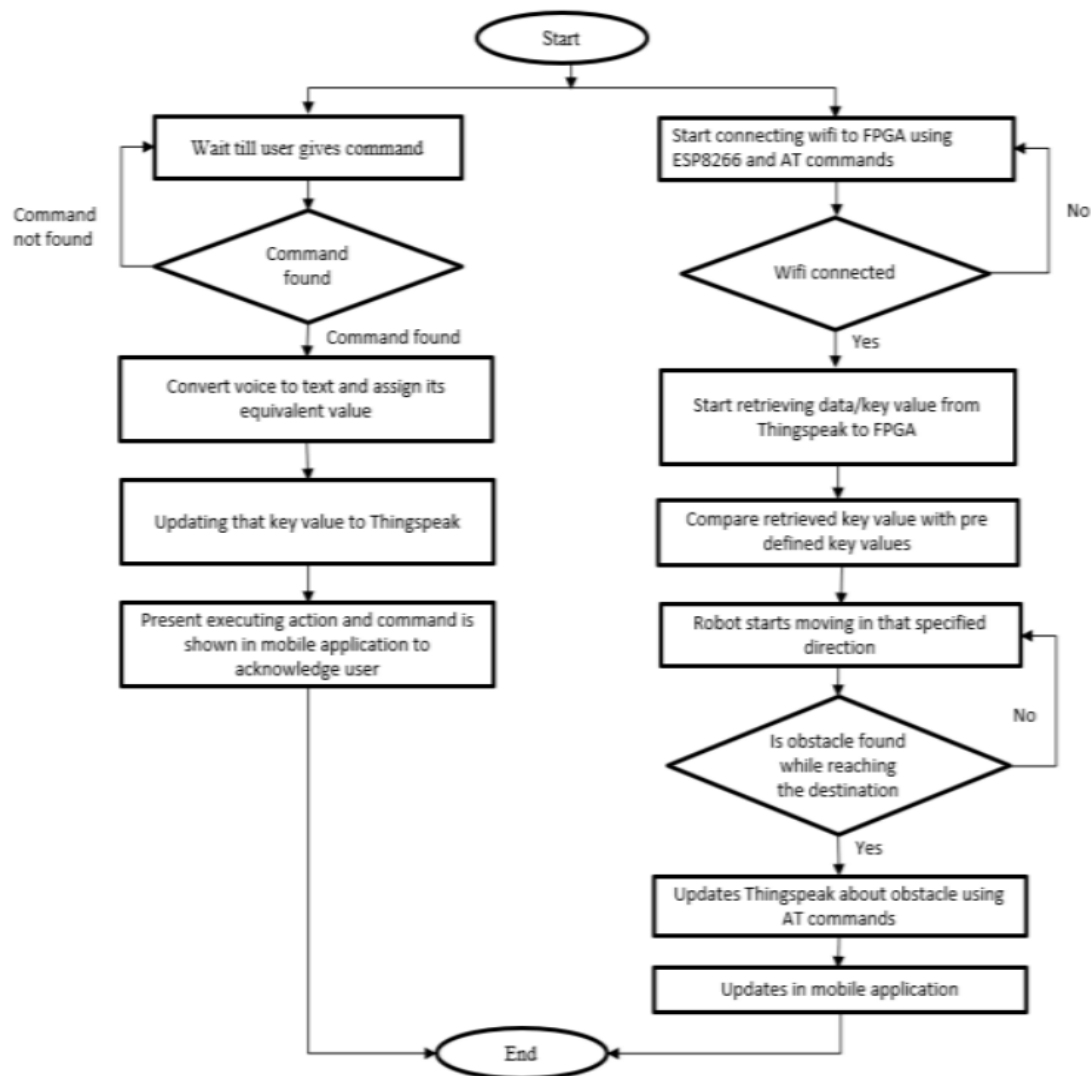 Start
Wait till user gives command
Command
not found
Command
found
Command found
Convert voice to text and assign its
equivalent value
Updating that key value to Thingspeak
Present executing action and command is
shown in mobile application to
acknowledge user
Start connecting wifi to FPGA using
ESP8266 and AT commands
No
Wifi connected
Yes
Start retrieving data/key value from
Thingspeak to FPGA
Compare retrieved key value with pre
defined key values
Robot starts moving in that specified
direction
No
Is obstacle found
while reaching
the destination
Yes
Updates Thingspeak about obstacle using
AT commands
Updates in mobile application
End